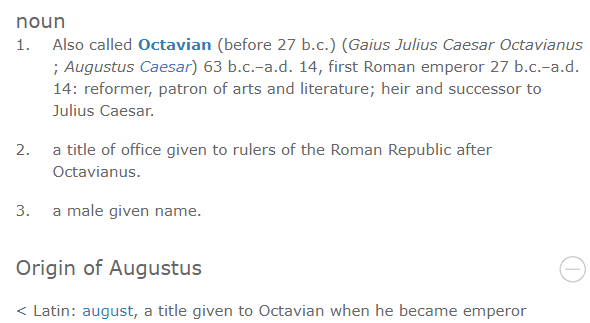 noun
1. Also called Octavian (before 27 b.c.) (Gaius Julius Caesar Octavianus
; Augustus Caesar) 63 b.c.–a.d. 14, first Roman emperor 27 b.c.–a.d.
14: reformer, patron of arts and literature; heir and successor to
Julius Caesar.
2. a title of office given to rulers of the Roman Republic after
Octavianus.
3. a male given name.
Origin of Augustus
< Latin: august, a title given to Octavian when he became emperor